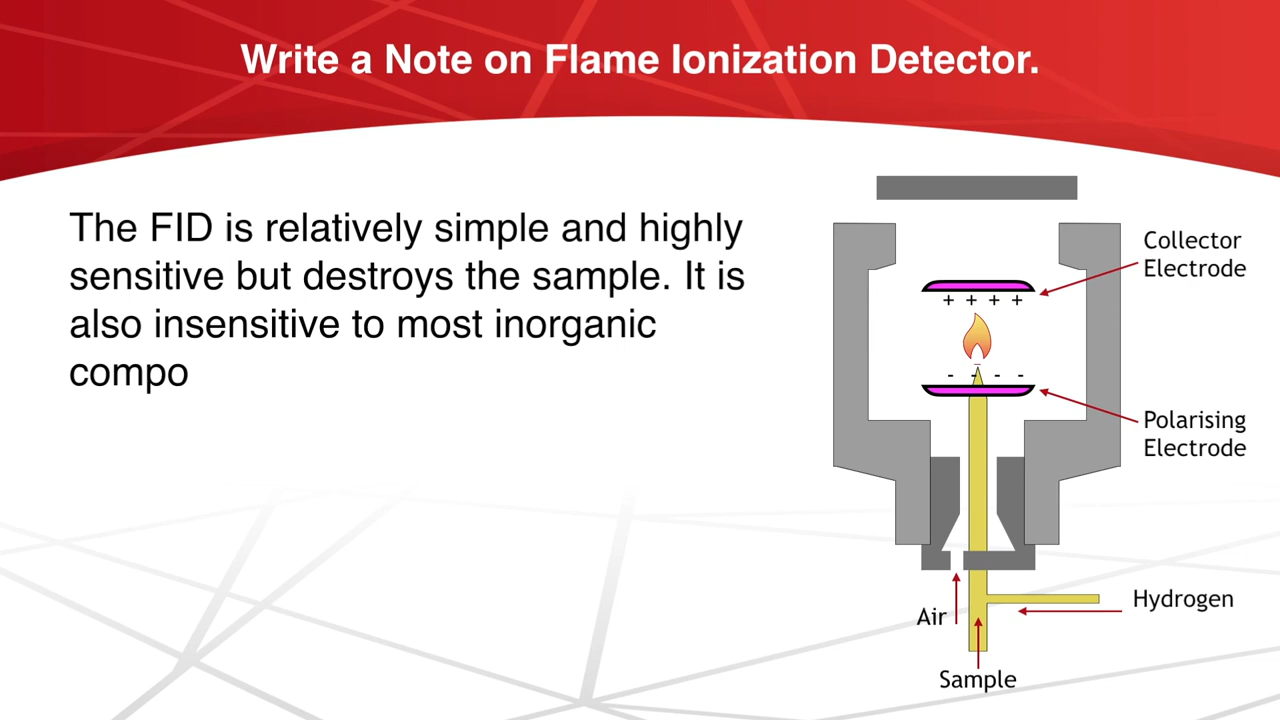 Write a Note on Flame Ionization Detector.
The FID is relatively simple and highly
sensitive but destroys the sample. It is
also insensitive to most inorganic
compo
Collector
Electrode
+ + + +
- - - -
Polarising
Electrode
Hydrogen
Air
Sample